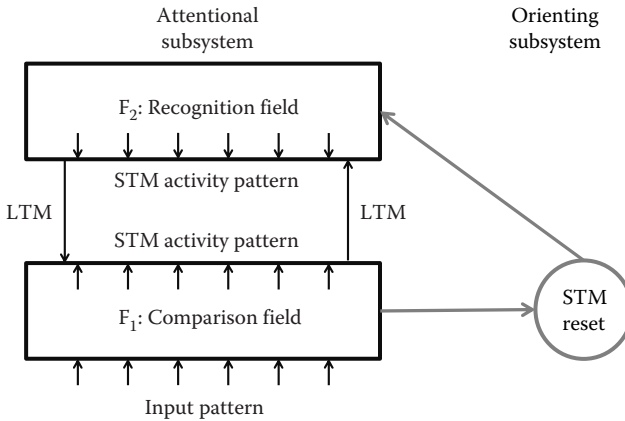 Attentional
subsystem
Orienting
subsystem
F₂: Recognition field
STM activity pattern
LTM
LTM
STM activity pattern
F₁: Comparison field
STM
reset
Input pattern